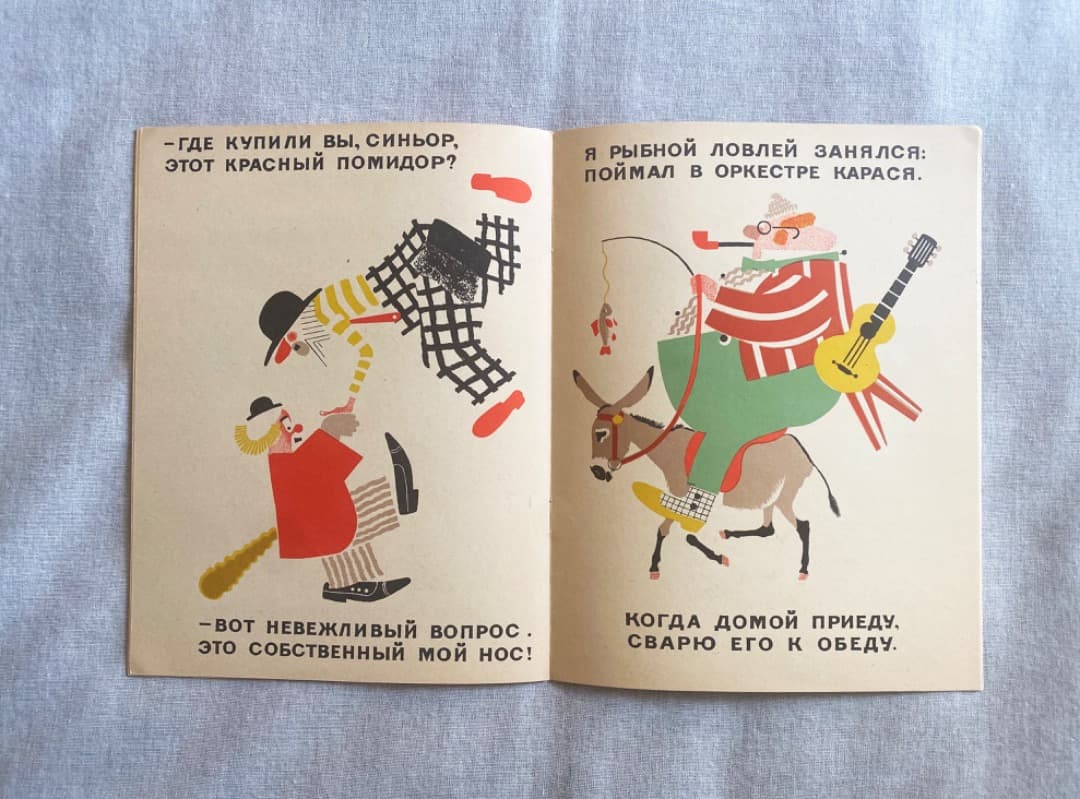 –ГДЕ КУПИЛИ ВЫ, СИНЬОР,
ЭТОТ КРАСНЫЙ ПОМИДОР?
–ВОТ НЕВЕЖЛИВЫЙ ВОПРОС.
ЭТО СОБСТВЕННЫЙ МОЙ НОС!
Я РЫБНОЙ ЛОВЛЕЙ ЗАНЯЛСЯ:
ПОЙМАЛ В ОРКЕСТРЕ КАРАСЯ.
КОГДА ДОМОЙ ПРИЕДУ,
СВАРЮ ЕГО К ОБЕДУ.